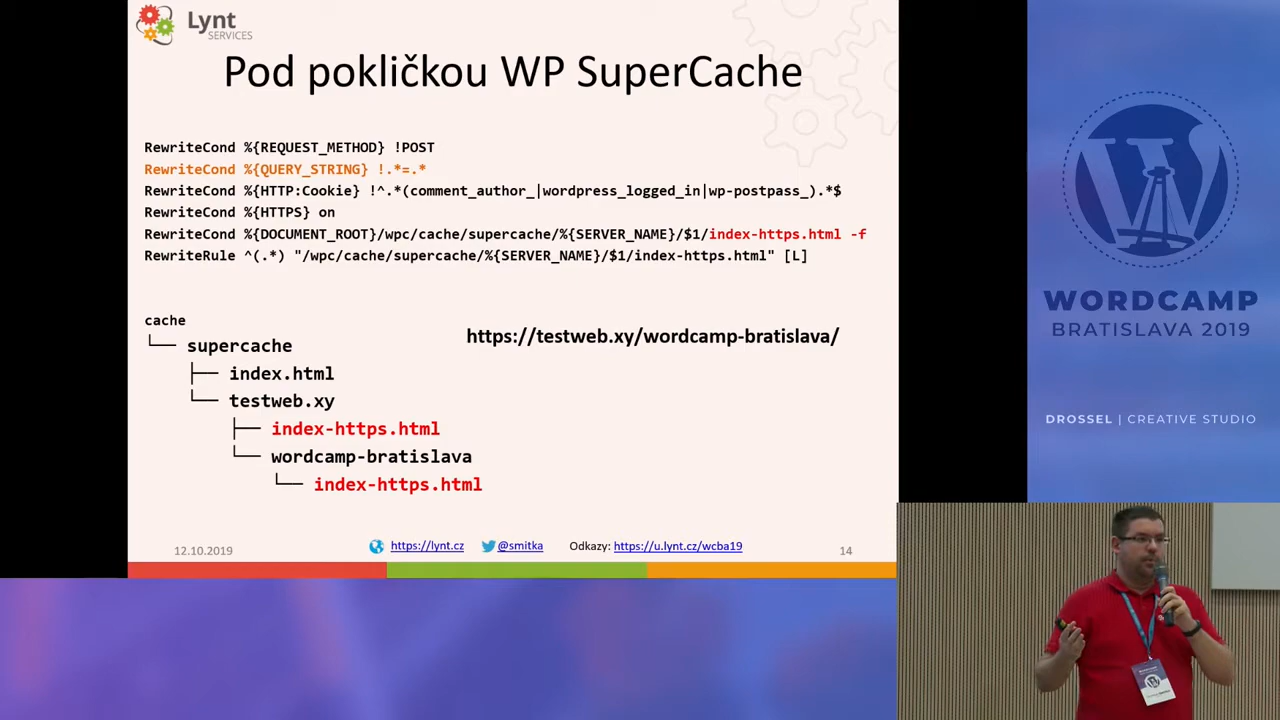 Lynt
SERVICES
Pod pokličkou WP SuperCache
RewriteCond %{REQUEST_METHOD} !POST
RewriteCond %{QUERY_STRING} !.*=.*
RewriteCond %{HTTP:Cookie} !^.*(comment_author_|wordpress_logged_in|wp-postpass_).*$
RewriteCond %{HTTPS} on
RewriteCond %{DOCUMENT_ROOT}/wpc/cache/supercache/%{SERVER_NAME}/$1/index-https.html -f
RewriteRule ^(.*) "/wpc/cache/supercache/%{SERVER_NAME}/$1/index-https.html" [L]
cache
└── supercache
├── index.html
└── testweb.xy
├── index-https.html
└── wordcamp-bratislava
└── index-https.html
https://testweb.xy/wordcamp-bratislava/
12.10.2019
https://lynt.cz
@smitka
Odkazy: https://u.lynt.cz/wcba19
14
WORDCAMP
BRATISLAVA 2019
DROSSEL | CREATIVE STUDIO